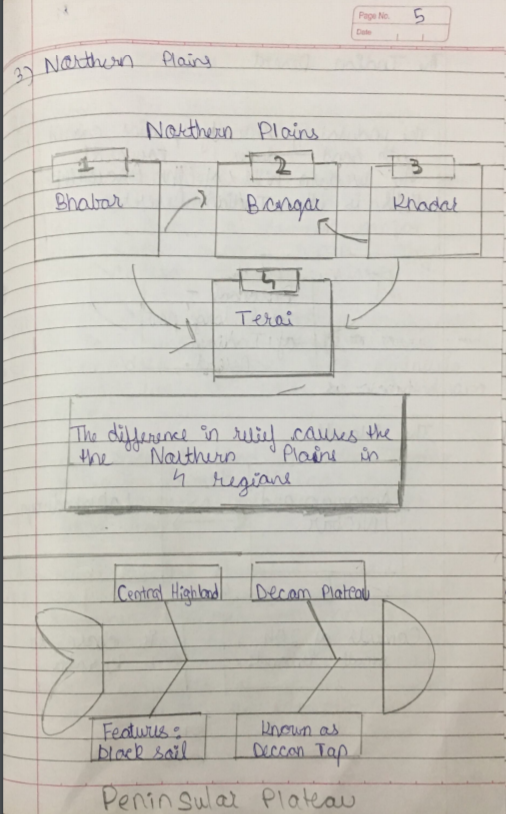 Page No. 5
Date
3) Northern Plains
Northern Plains
1
2
3
Bhabar
Bangar
Khadar
4
Terai
The difference in relief causes the
the Northern Plains in
4 regions
Central Highland
Deccan Plateau
Features:
black soil
Known as
Deccan Tap
Peninsular Plateau